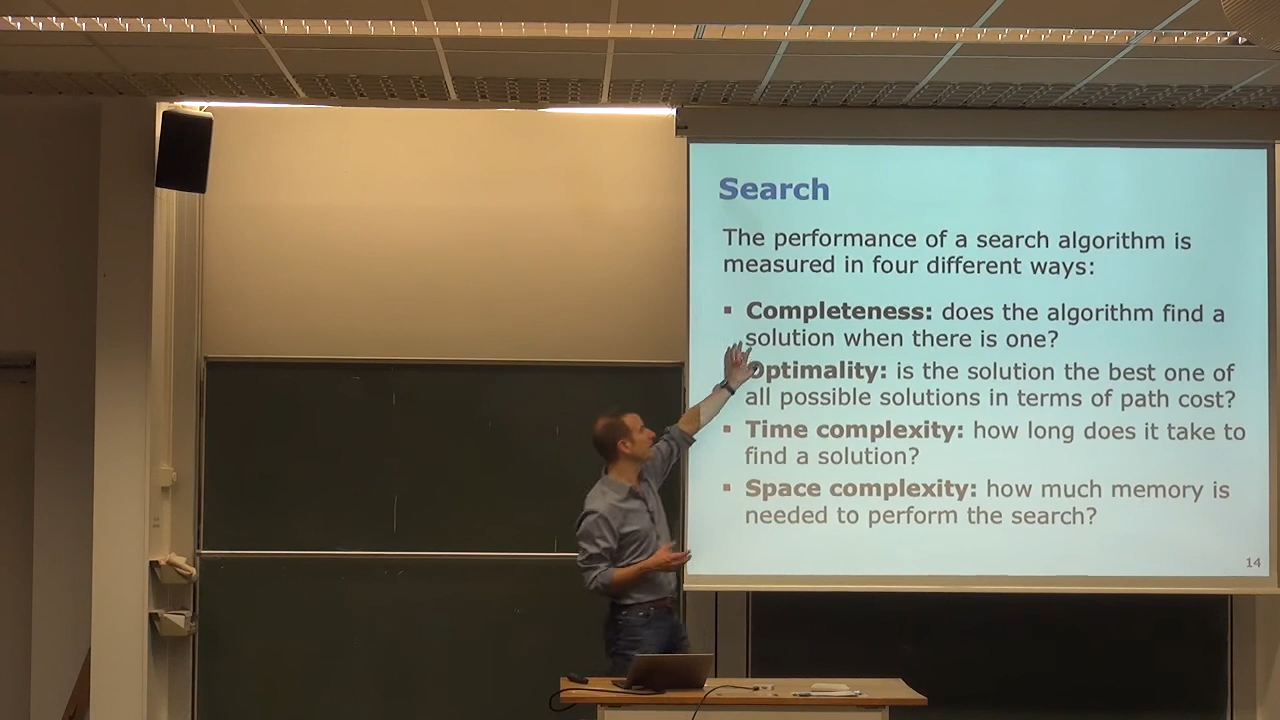 Search
The performance of a search algorithm is
measured in four different ways:
▪ Completeness: does the algorithm find a
solution when there is one?
Optimality: is the solution the best one of
all possible solutions in terms of path cost?
▪ Time complexity: how long does it take to
find a solution?
▪ Space complexity: how much memory is
needed to perform the search?
14